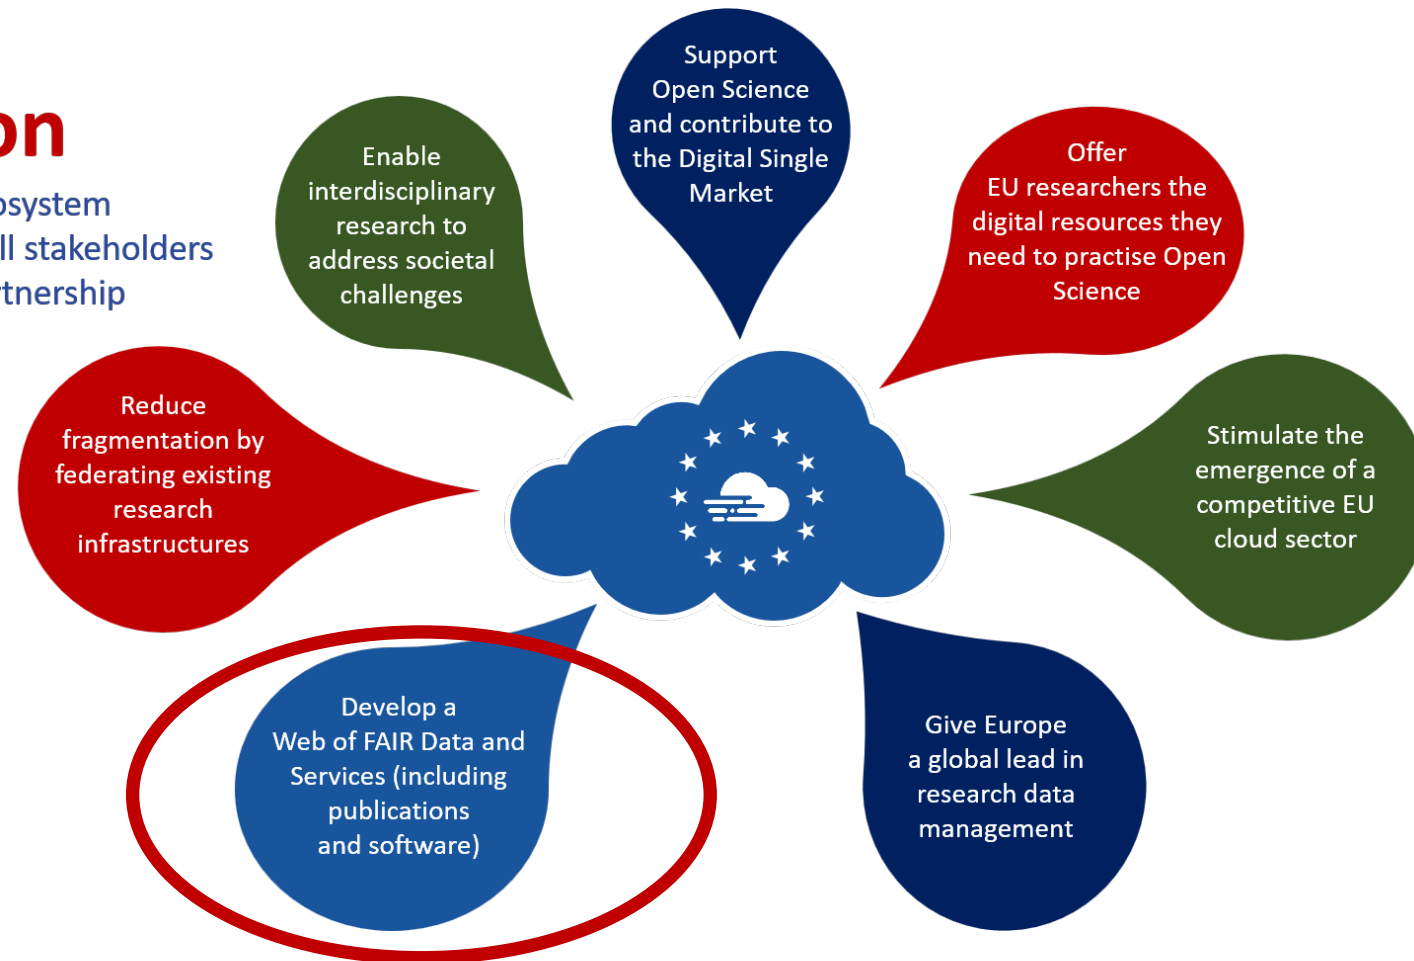 on
osystem
ll stakeholders
rtnership
Support
Open Science
and contribute to
the Digital Single
Market
Enable
interdisciplinary
research to
address societal
challenges
Offer
EU researchers the
digital resources they
need to practise Open
Science
Reduce
fragmentation by
federating existing
research
infrastructures
Stimulate the
emergence of a
competitive EU
cloud sector
Develop a
Web of FAIR Data and
Services (including
publications
and software)
Give Europe
a global lead in
research data
management